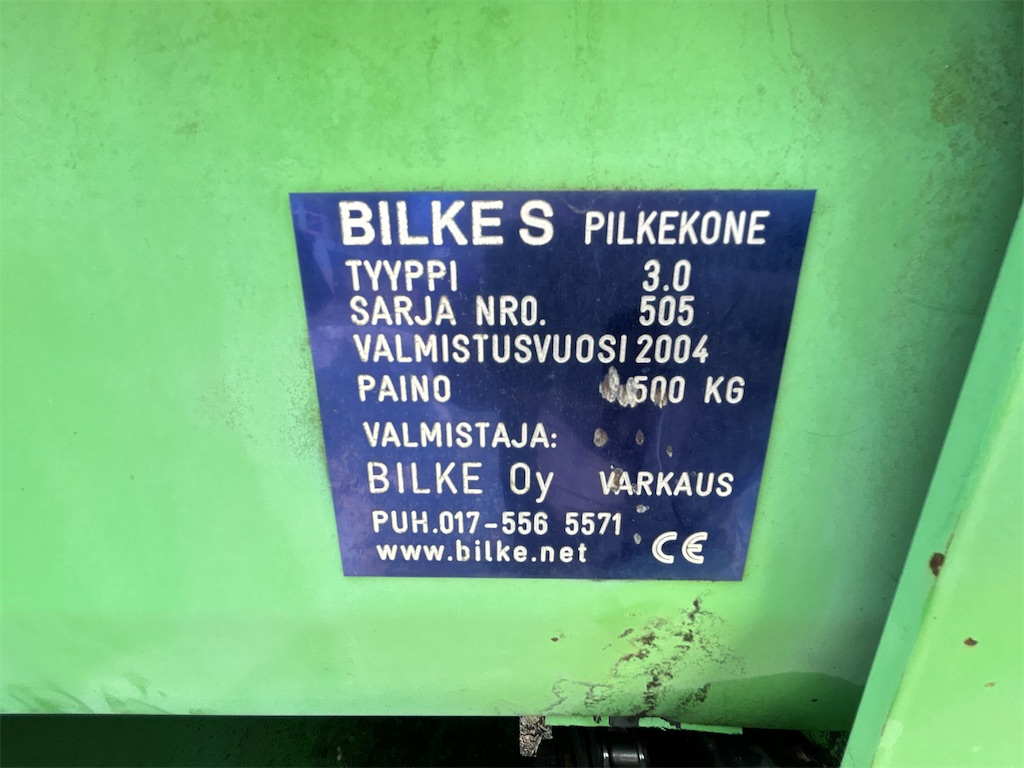 BILKE S PILKEKONE
TYYPPI 3.0
SARJA NRO. 505
VALMISTUSVUOSI 2004
PAINO 500 KG
VALMISTAJA:
BILKE Oy VARKAUS
PUH.017-556 5571
www.bilke.net CE